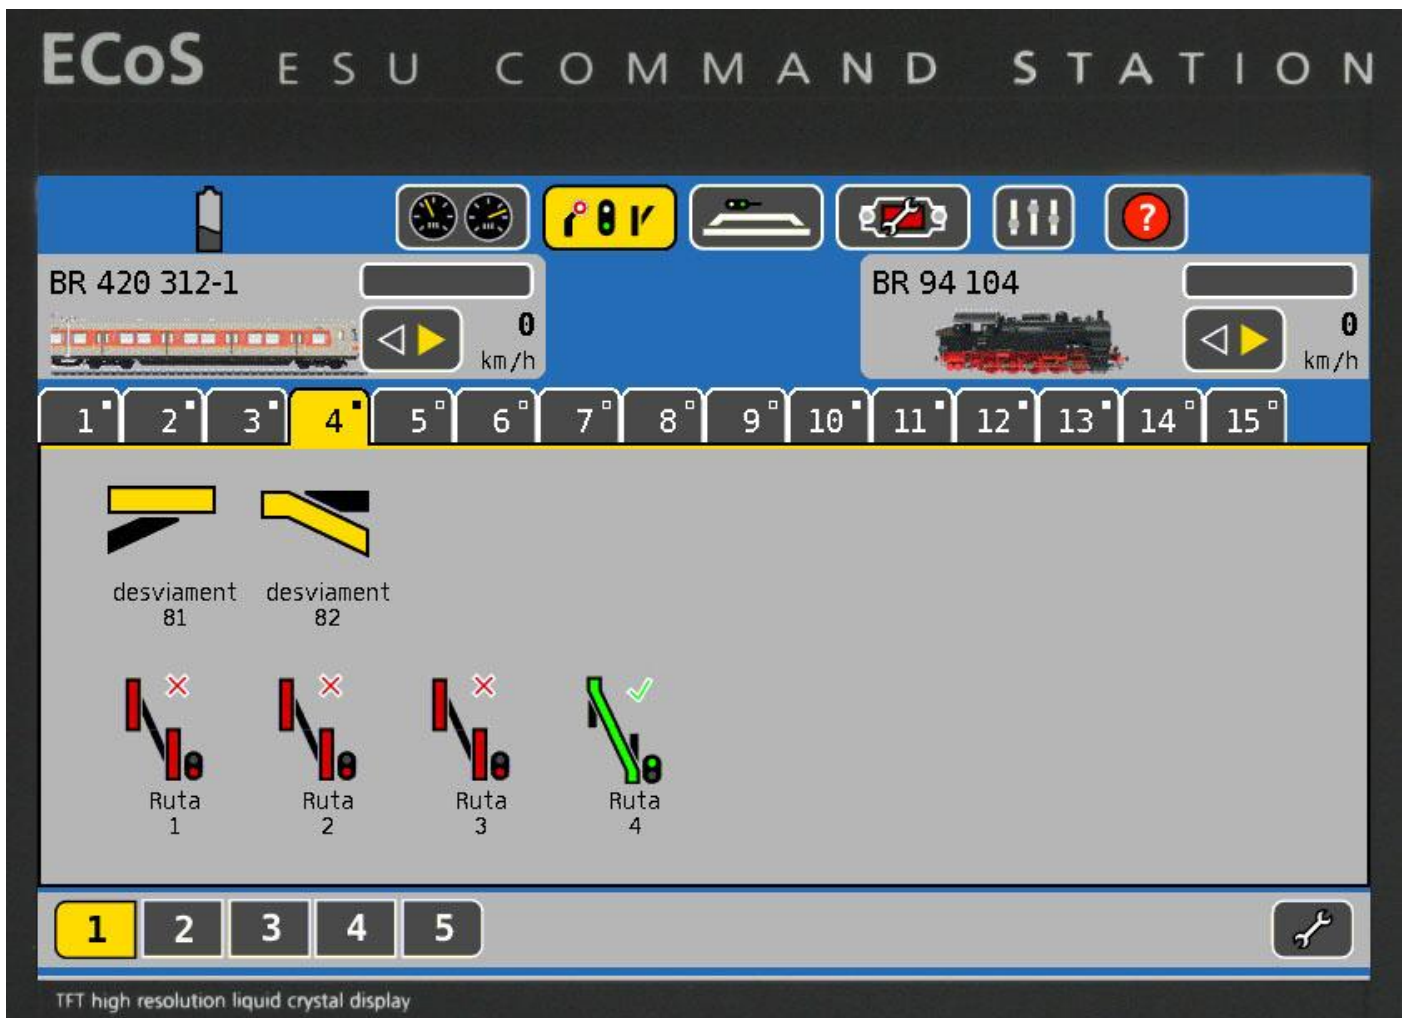 ECoS ESU COMMAND STATION
?
BR 420 312-1
0
km/h
BR 94 104
0
km/h
1 2 3 4 5 6 7 8 9 10 11 12 13 14 15
desviament
81
desviament
82
Ruta
1
Ruta
2
Ruta
3
Ruta
4
1 2 3 4 5
TFT high resolution liquid crystal display